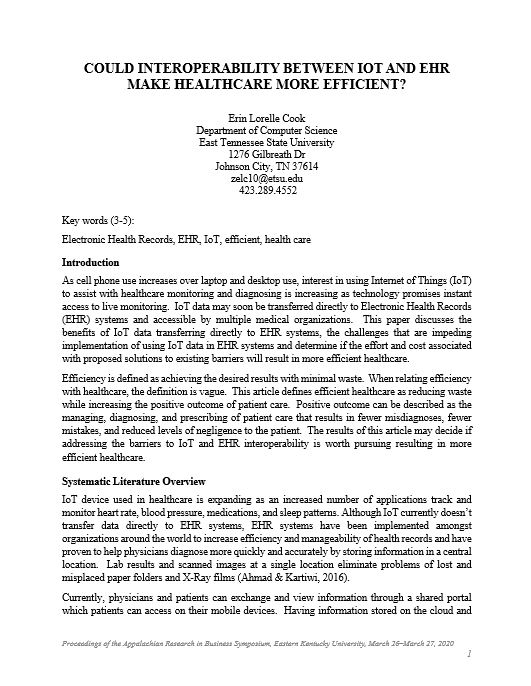 COULD INTEROPERABILITY BETWEEN IOT AND EHR
MAKE HEALTHCARE MORE EFFICIENT?
Erin Lorelle Cook
Department of Computer Science
East Tennessee State University
1276 Gilbreath Dr
Johnson City, TN 37614
zelc10@etsu.edu
423.289.4552
Key words (3-5):
Electronic Health Records, EHR, IoT, efficient, health care
Introduction
As cell phone use increases over laptop and desktop use, interest in using Internet of Things (IoT)
to assist with healthcare monitoring and diagnosing is increasing as technology promises instant
access to live monitoring. IoT data may soon be transferred directly to Electronic Health Records
(EHR) systems and accessible by multiple medical organizations. This paper discusses the
benefits of IoT data transferring directly to EHR systems, the challenges that are impeding
implementation of using IoT data in EHR systems and determine if the effort and cost associated
with proposed solutions to existing barriers will result in more efficient healthcare.
Efficiency is defined as achieving the desired results with minimal waste. When relating efficiency
with healthcare, the definition is vague. This article defines efficient healthcare as reducing waste
while increasing the positive outcome of patient care. Positive outcome can be described as the
managing, diagnosing, and prescribing of patient care that results in fewer misdiagnoses, fewer
mistakes, and reduced levels of negligence to the patient. The results of this article may decide if
addressing the barriers to IoT and EHR interoperability is worth pursuing resulting in more
efficient healthcare.
Systematic Literature Overview
IoT device used in healthcare is expanding as an increased number of applications track and
monitor heart rate, blood pressure, medications, and sleep patterns. Although IoT currently doesn't
transfer data directly to EHR systems, EHR systems have been implemented amongst
organizations around the world to increase efficiency and manageability of health records and have
proven to help physicians diagnose more quickly and accurately by storing information in a central
location. Lab results and scanned images at a single location eliminate problems of lost and
misplaced paper folders and X-Ray films (Ahmad & Kartiwi, 2016).
Currently, physicians and patients can exchange and view information through a shared portal
which patients can access on their mobile devices. Having information stored on the cloud and
Proceedings of the Appalachian Research in Business Symposium, Eastern Kentucky University, March 26–March 27, 2020
1